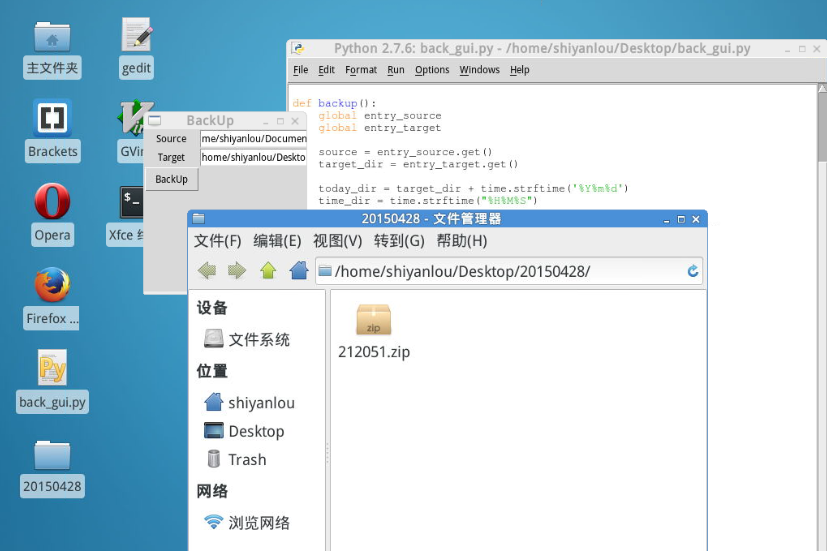 主文件夹
gedit
Brackets
GVi
Opera
Xfce 终
Firefox ...
back_gui.py
20150428
Python 2.7.6: back_gui.py - /home/shiyanlou/Desktop/back_gui.py
File Edit Format Run Options Windows Help
def backup():
global entry_source
global entry_target
source = entry_source.get()
target_dir = entry_target.get()
today_dir = target_dir + time.strftime('%Y%m%d')
time_dir = time.strftime("%H%M%S")
BackUp
Source me/shiyanlou/Documen
Target home/shiyanlou/Deskto
BackUp
20150428 - 文件管理器
文件(F) 编辑(E) 视图(V) 转到(G) 帮助(H)
/home/shiyanlou/Desktop/20150428/
设备
文件系统
位置
shiyanlou
Desktop
Trash
网络
浏览网络
zip
212051.zip